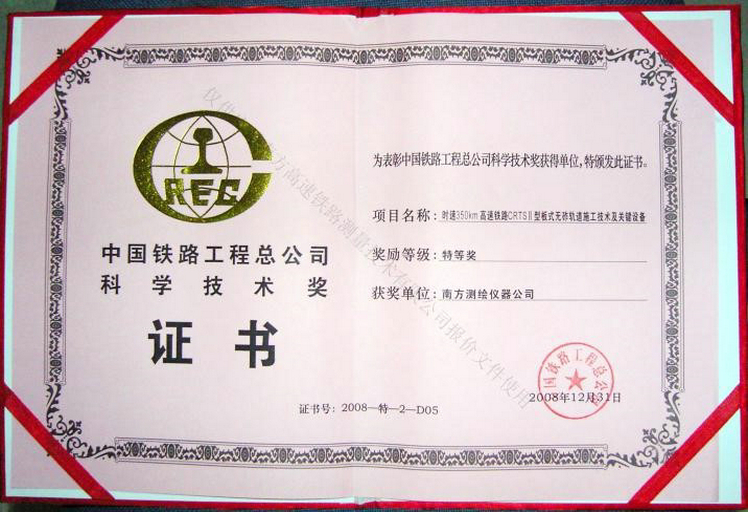 CREC
中国铁路工程总公司
科学技术奖
证书
证书号：2008—特—2—D05
为表彰中国铁路工程总公司科学技术奖获得单位，特颁发此证书。
项目名称：时速350km高速铁路CRTSⅡ型板式无砟轨道施工技术及关键设备
奖励等级：特等奖
获奖单位：南方测绘仪器公司
中国铁路工程总公司
2008年12月31日